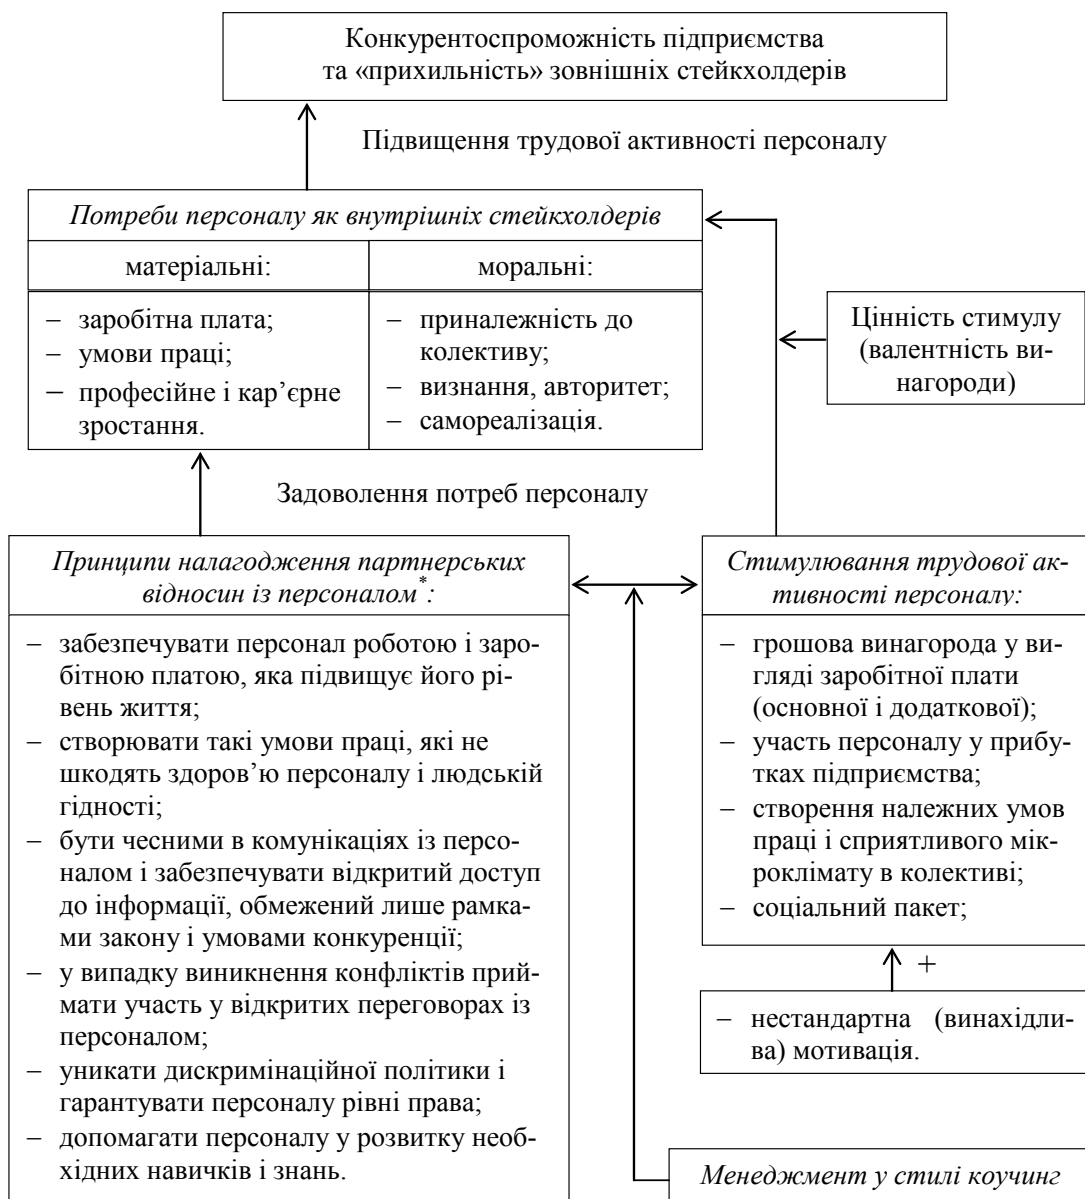 Конкурентоспроможність підприємства
та «прихильність» зовнішніх стейкхолдерів
Підвищення трудової активності персоналу
Потреби персоналу як внутрішніх стейкхолдерів
матеріальні:
моральні:
– заробітна плата;
– умови праці;
– професійне і кар’єрне
зростання.
– приналежність до
колективу;
– визнання, авторитет;
– самореалізація.
Цінність стимулу
(валентність ви-
нагороди)
Задоволення потреб персоналу
Принципи налагодження партнерських
відносин із персоналом*:
– забезпечувати персонал роботою і заро-
бітною платою, яка підвищує його рі-
вень життя;
– створювати такі умови праці, які не
шкодять здоров’ю персоналу і людській
гідності;
– бути чесними в комунікаціях із персо-
налом і забезпечувати відкритий доступ
до інформації, обмежений лише рамка-
ми закону і умовами конкуренції;
– у випадку виникнення конфліктів прий-
мати участь у відкритих переговорах із
персоналом;
– уникати дискримінаційної політики і
гарантувати персоналу рівні права;
– допомагати персоналу у розвитку необ-
хідних навичків і знань.
Стимулювання трудової ак-
тивності персоналу:
– грошова винагорода у ви-
гляді заробітної плати
(основної і додаткової);
– участь персоналу у прибу-
тках підприємства;
– створення належних умов
праці і сприятливого мік-
роклімату в колективі;
– соціальний пакет;
+
– нестандартна (винахідли-
ва) мотивація.
Менеджмент у стилі коучинг